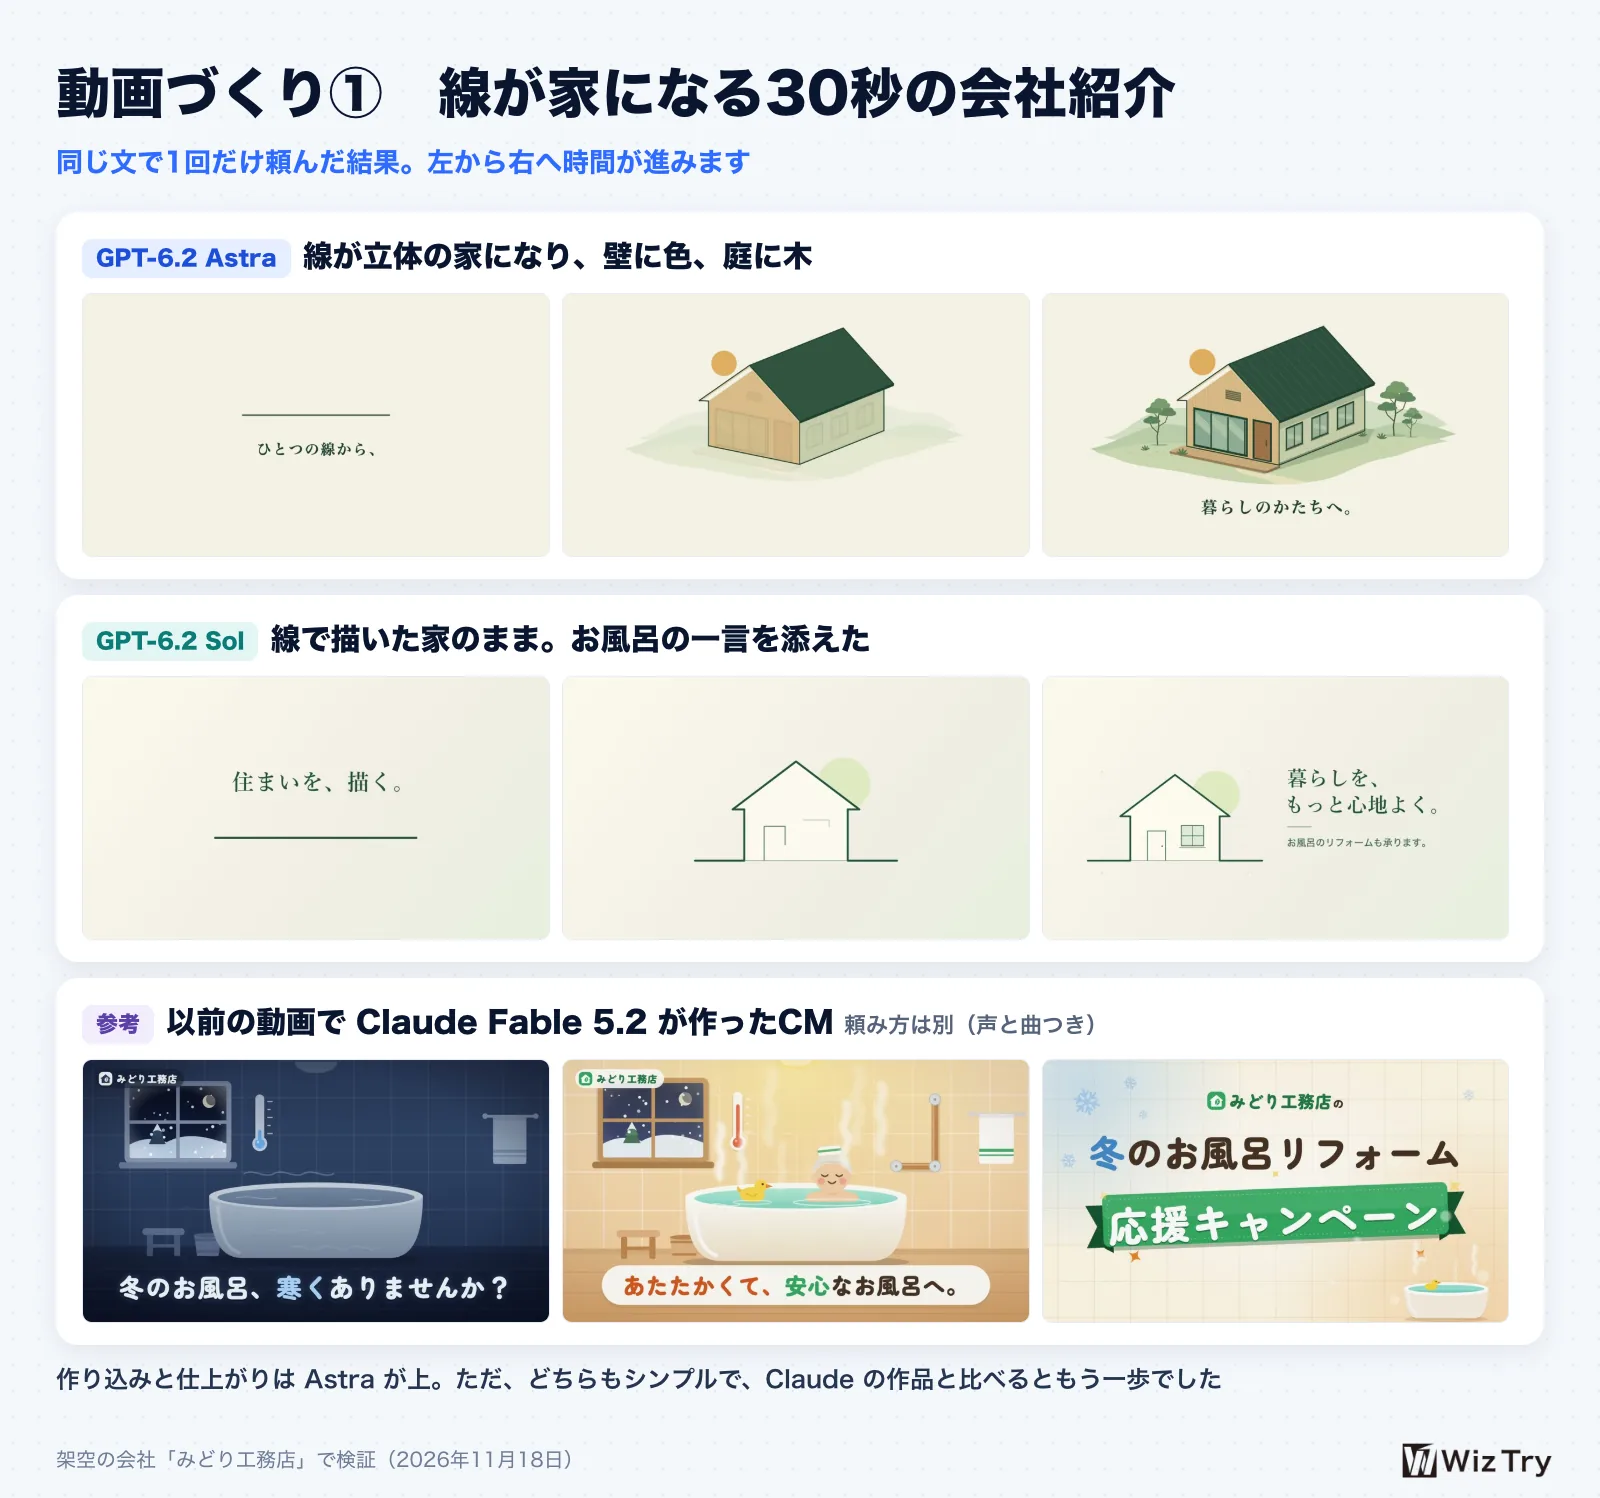 動画づくり①　線が家になる30秒の会社紹介
同じ文で1回だけ頼んだ結果。左から右へ時間が進みます
GPT-6.2 Astra 線が立体の家になり、壁に色、庭に木
ひとつの線から、
暮らしのかたちへ。
GPT-6.2 Sol 線で描いた家のまま。お風呂の一言を添えた
住まいを、描く。
暮らしを、
もっと心地よく。
お風呂のリフォームも承ります。
参考 以前の動画で Claude Fable 5.2 が作ったCM 頼み方は別（声と曲つき）
みどり工務店
冬のお風呂、寒くありませんか？
みどり工務店
あたたかくて、安心なお風呂へ。
みどり工務店の
冬のお風呂リフォーム
応援キャンペーン
作り込みと仕上がりは Astra が上。ただ、どちらもシンプルで、Claude の作品と比べるともう一歩でした
架空の会社「みどり工務店」で検証（2026年11月18日）
Wiz Try